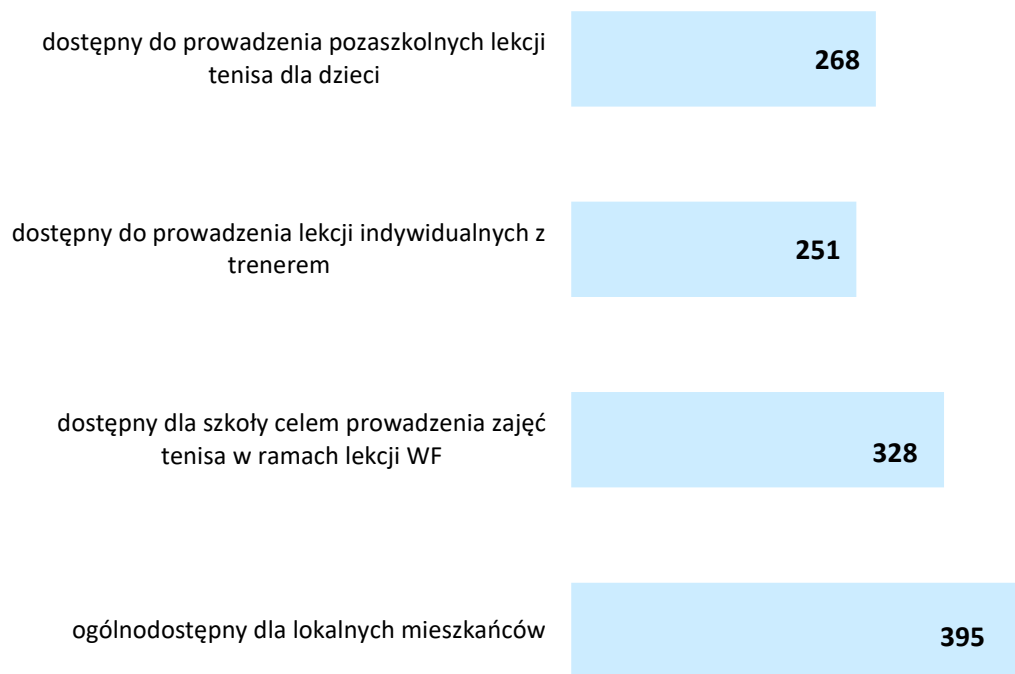 dostępny do prowadzenia pozaszkolnych lekcji
tenisa dla dzieci
268
dostępny do prowadzenia lekcji indywidualnych z
trenerem
251
dostępny dla szkoły celem prowadzenia zajęć
tenisa w ramach lekcji WF
328
ogólnodostępny dla lokalnych mieszkańców
395